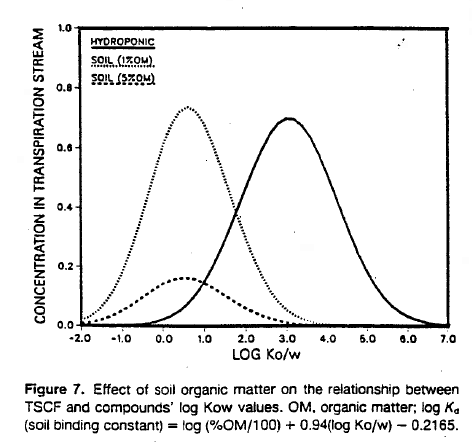 1.0
HYDROPONIC
SOIL (1%OM)
SOIL (5%OM)
0.8
0.6
0.4
0.2
0.0
CONCENTRATION IN TRANSPIRATION STREAM
-2.0 -1.0 0.1 1.0 2.0 3.0 4.0 5.0 6.0 7.0
LOG Ko/w
Figure 7. Effect of soil organic matter on the relationship between
TSCF and compounds' log Kow values. OM, organic matter; log Kd
(soil binding constant) = log (%OM/100) + 0.94(log Ko/w) − 0.2165.